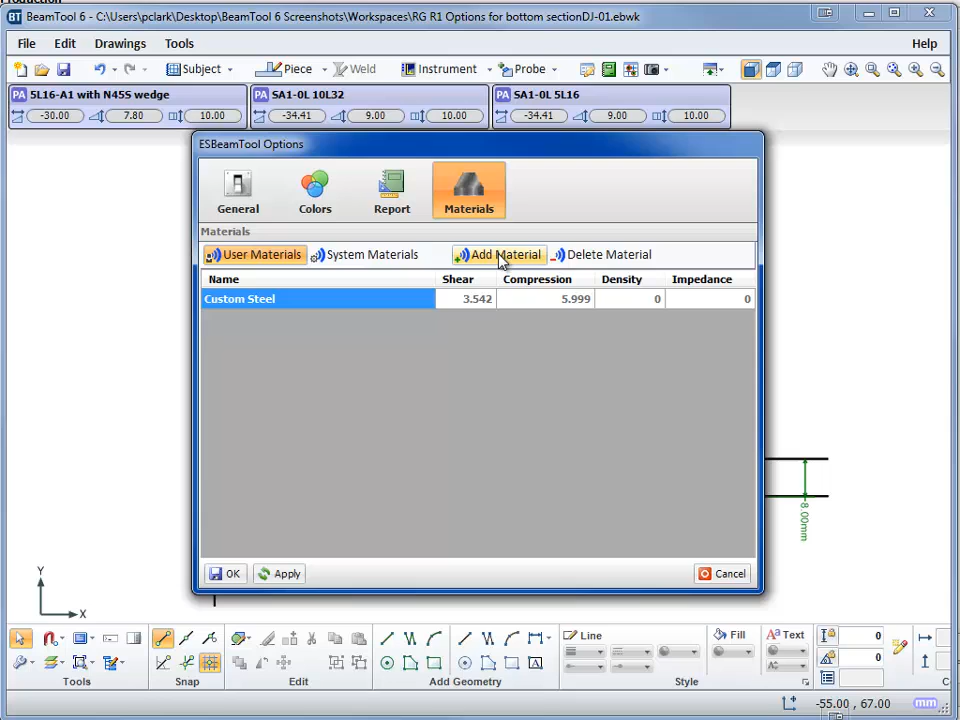 BT BeamTool 6 - C:\Users\pclark\Desktop\BeamTool 6 Screenshots\Workspaces\RG R1 Options for bottom sectionDJ-01.ebwk
File Edit Drawings Tools Help
Subject Piece Weld Instrument Probe
PA 5L16-A1 with N45S wedge
-30.00 7.80 10.00
PA SA1-0L 10L32
-34.41 9.00 10.00
PA SA1-0L 5L16
-34.41 9.00 10.00
ESBeamTool Options
General Colors Report Materials
Materials
User Materials System Materials Add Material Delete Material
Name Shear Compression Density Impedance
Custom Steel 3.542 5.999 0 0
8.00mm
OK Apply Cancel
Y
X
Line Fill Text 0
0
Tools Snap Edit Add Geometry Style
-55.00 , 67.00 mm